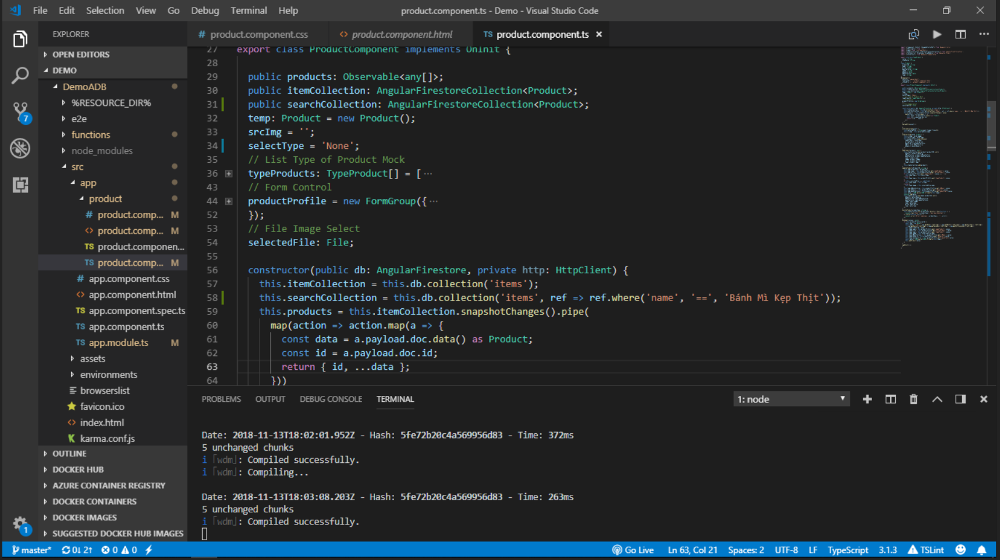 File Edit Selection View Go Debug Terminal Help
product.component.ts - Demo - Visual Studio Code
EXPLORER
OPEN EDITORS
DEMO
DemoADB
%RESOURCE_DIR%
e2e
functions
node_modules
src
app
product
# product.comp... M
<> product.comp... M
TS product.componen...
TS product.comp... M
# app.component.css
<> app.component.html
TS app.component.spec.ts
TS app.component.ts
TS app.module.ts M
assets
environments
browserslist
favicon.ico
<> index.html
karma.conf.js
OUTLINE
DOCKER HUB
AZURE CONTAINER REGISTRY
DOCKER CONTAINERS
DOCKER IMAGES
SUGGESTED DOCKER HUB IMAGES
7
1
# product.component.css <> product.component.html TS product.component.ts ×
27 export class ProductComponent implements OnInit {
28
29 public products: Observable<any[]>;
30 public itemCollection: AngularFirestoreCollection<Product>;
31 public searchCollection: AngularFirestoreCollection<Product>;
32 temp: Product = new Product();
33 srcImg = '';
34 selectType = 'None';
35 // List Type of Product Mock
36 typeProducts: TypeProduct[] = [ ...
43 // Form Control
44 productProfile = new FormGroup({ ...
52 });
53 // File Image Select
54 selectedFile: File;
55
56 constructor(public db: AngularFirestore, private http: HttpClient) {
57 this.itemCollection = this.db.collection('items');
58 this.searchCollection = this.db.collection('items', ref => ref.where('name', '==', 'Bánh Mì Kẹp Thịt'));
59 this.products = this.itemCollection.snapshotChanges().pipe(
60 map(action => action.map(a => {
61 const data = a.payload.doc.data() as Product;
62 const id = a.payload.doc.id;
63 return { id, ...data };
64 }))
PROBLEMS OUTPUT DEBUG CONSOLE TERMINAL
1: node
Date: 2018-11-13T18:02:01.952Z - Hash: 5fe72b20c4a569956d83 - Time: 372ms
5 unchanged chunks
i ｢wdm｣: Compiled successfully.
i ｢wdm｣: Compiling...
Date: 2018-11-13T18:03:08.203Z - Hash: 5fe72b20c4a569956d83 - Time: 263ms
5 unchanged chunks
i ｢wdm｣: Compiled successfully.
master* 0↓ 2↑ 0 0
Go Live Ln 63, Col 21 Spaces: 2 UTF-8 LF TypeScript 3.1.3 TSLint